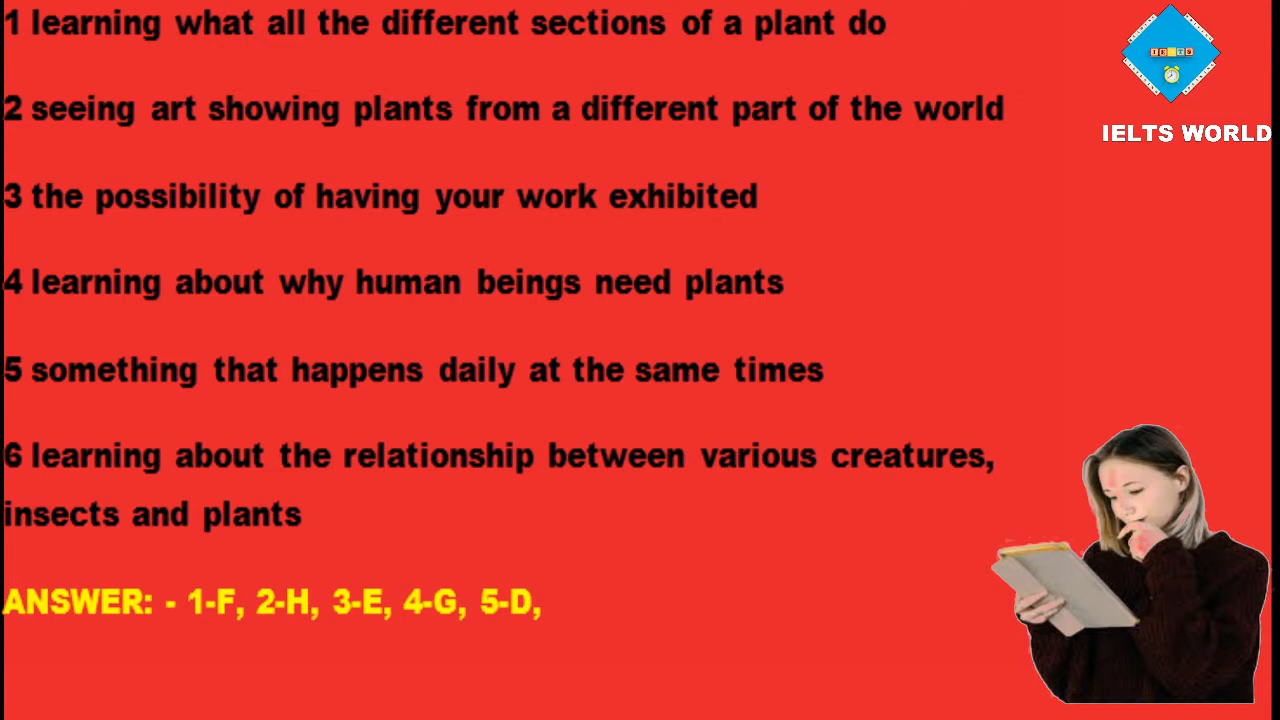 1 learning what all the different sections of a plant do
IELTS
IELTS WORLD
2 seeing art showing plants from a different part of the world
3 the possibility of having your work exhibited
4 learning about why human beings need plants
5 something that happens daily at the same times
6 learning about the relationship between various creatures,
insects and plants
ANSWER: - 1-F, 2-H, 3-E, 4-G, 5-D,